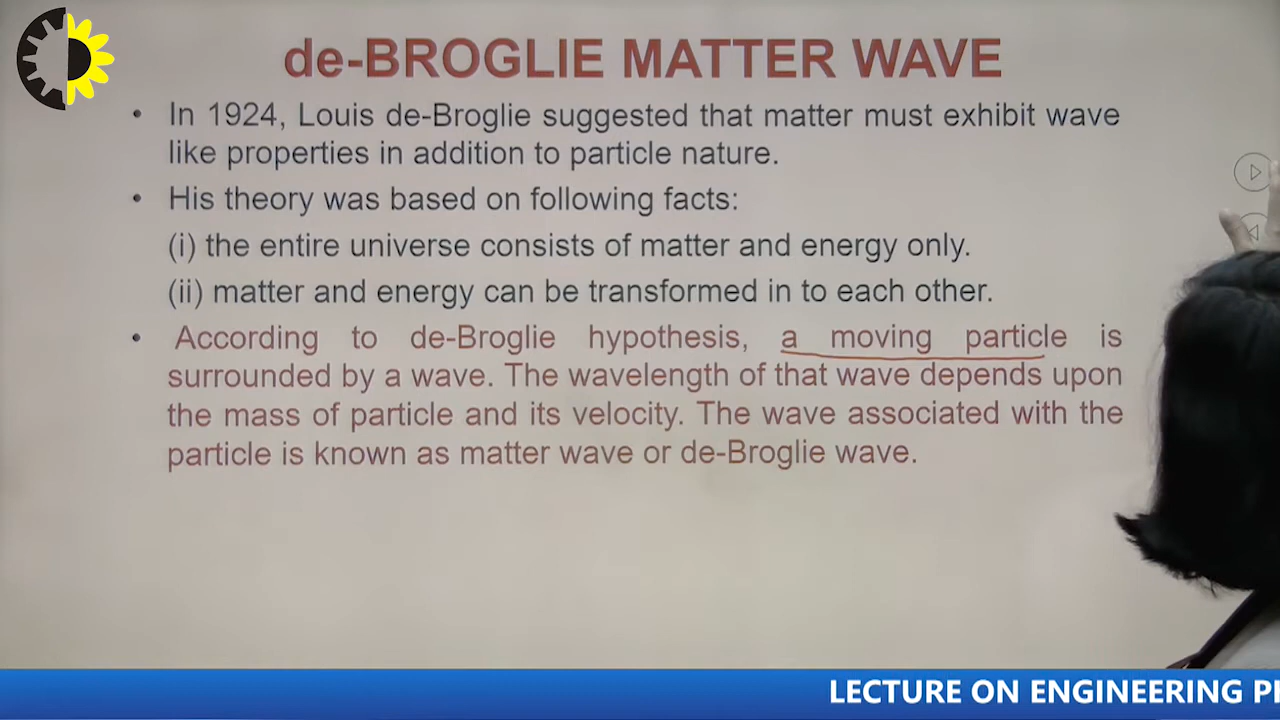 de-BROGLIE MATTER WAVE
• In 1924, Louis de-Broglie suggested that matter must exhibit wave
like properties in addition to particle nature.
• His theory was based on following facts:
(i) the entire universe consists of matter and energy only.
(ii) matter and energy can be transformed in to each other.
• According to de-Broglie hypothesis, a moving particle is
surrounded by a wave. The wavelength of that wave depends upon
the mass of particle and its velocity. The wave associated with the
particle is known as matter wave or de-Broglie wave.
LECTURE ON ENGINEERING